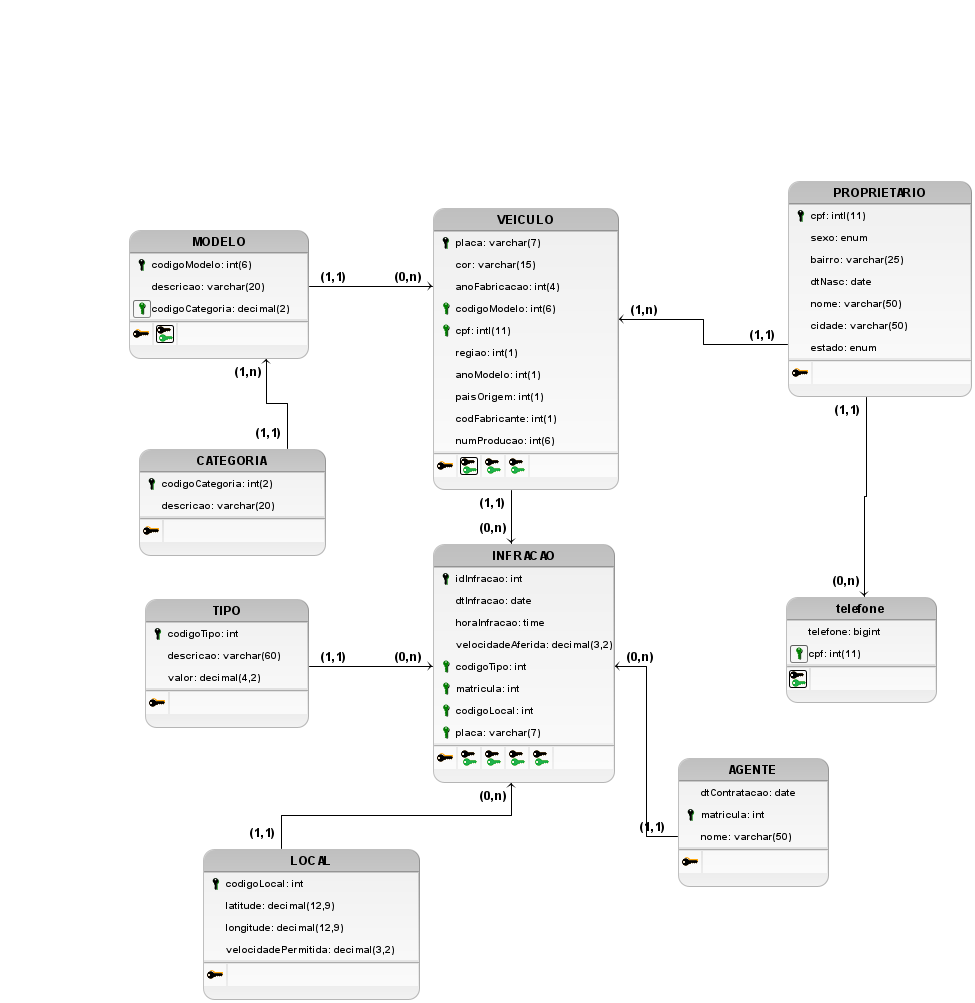 PROPRIETARIO
cpf: intl(11)
sexo: enum
bairro: varchar(25)
dtNasc: date
nome: varchar(50)
cidade: varchar(50)
estado: enum
VEICULO
placa: varchar(7)
cor: varchar(15)
anoFabricacao: int(4)
codigoModelo: int(6)
cpf: intl(11)
regiao: int(1)
anoModelo: int(1)
paisOrigem: int(1)
codFabricante: int(1)
numProducao: int(6)
MODELO
codigoModelo: int(6)
descricao: varchar(20)
codigoCategoria: decimal(2)
(1,1)
(0,n)
(1,n)
(1,1)
(1,n)
(1,1)
CATEGORIA
codigoCategoria: int(2)
descricao: varchar(20)
(1,1)
(0,n)
(1,1)
(0,n)
INFRACAO
idInfracao: int
dtInfracao: date
horaInfracao: time
velocidadeAferida: decimal(3,2)
codigoTipo: int
matricula: int
codigoLocal: int
placa: varchar(7)
TIPO
codigoTipo: int
descricao: varchar(60)
valor: decimal(4,2)
(1,1)
(0,n)
(0,n)
telefone
telefone: bigint
cpf: int(11)
AGENTE
dtContratacao: date
matricula: int
nome: varchar(50)
(1,1)
(0,n)
(1,1)
LOCAL
codigoLocal: int
latitude: decimal(12,9)
longitude: decimal(12,9)
velocidadePermitida: decimal(3,2)